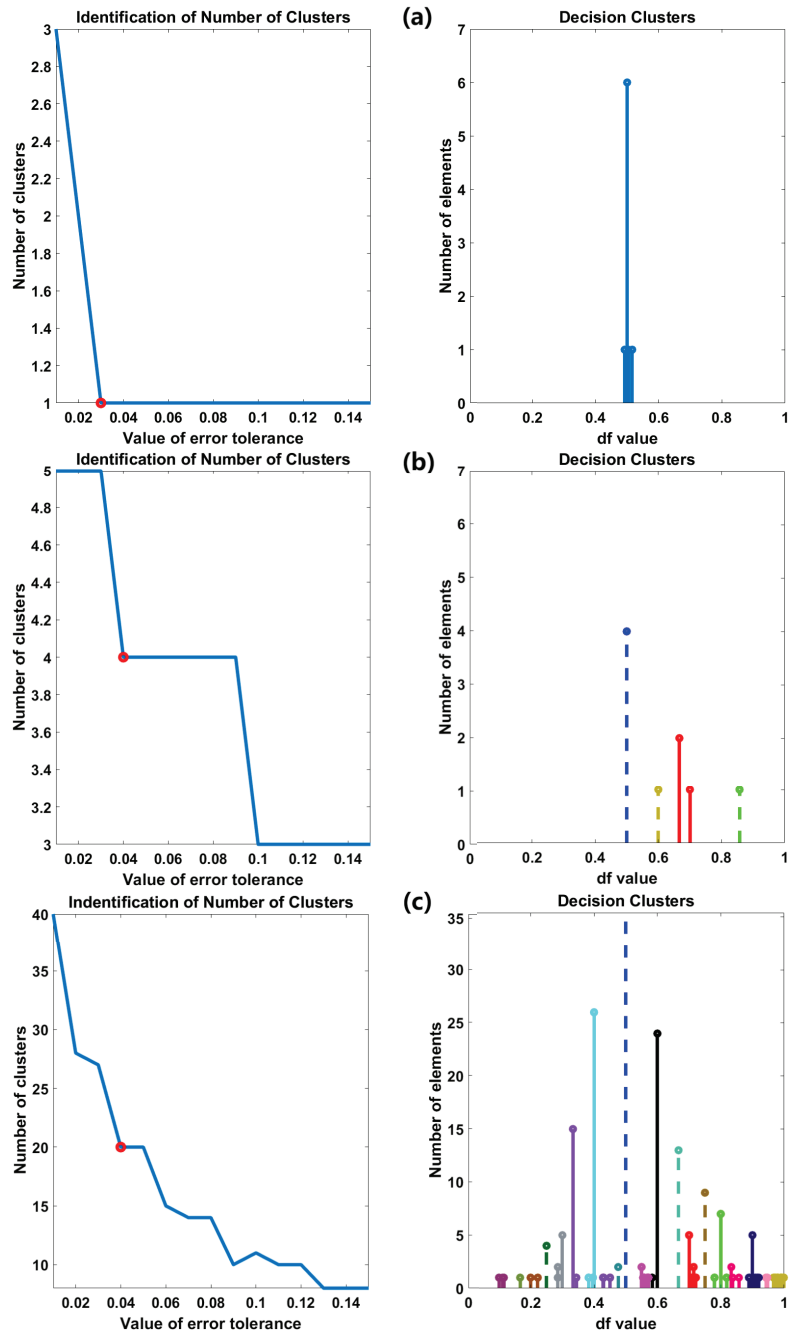 Identification of Number of Clusters
(a)
Decision Clusters
3
2.8
2.6
2.4
2.2
2
1.8
1.6
1.4
1.2
1
Number of clusters
0.02 0.04 0.06 0.08 0.1 0.12 0.14
Value of error tolerance
7
6
5
4
3
2
1
0
Number of elements
0 0.2 0.4 0.6 0.8 1
df value
Identification of Number of Clusters
(b)
Decision Clusters
5
4.8
4.6
4.4
4.2
4
3.8
3.6
3.4
3.2
3
Number of clusters
0.02 0.04 0.06 0.08 0.1 0.12 0.14
Value of error tolerance
7
6
5
4
3
2
1
0
Number of elements
0 0.2 0.4 0.6 0.8 1
df value
Indentification of Number of Clusters
(c)
Decision Clusters
40
35
30
25
20
15
10
Number of clusters
0.02 0.04 0.06 0.08 0.1 0.12 0.14
Value of error tolerance
35
30
25
20
15
10
5
0
Number of elements
0 0.2 0.4 0.6 0.8 1
df value